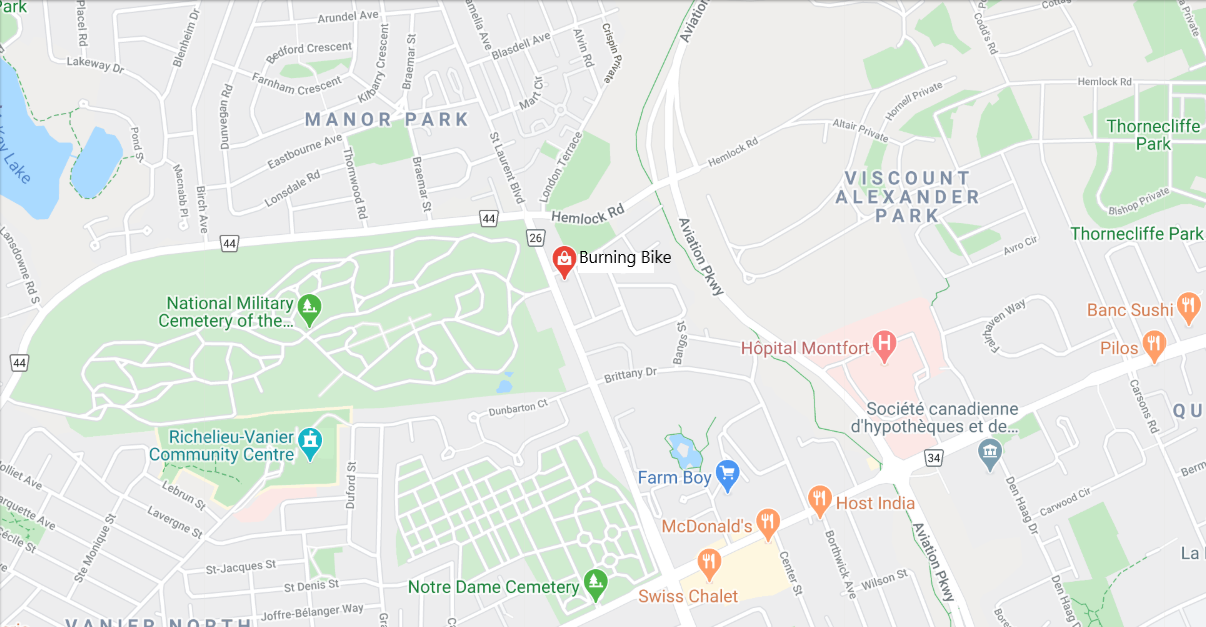 Park
Placel Rd
Blenheim Dr
Arundel Ave
Bedford Crescent
Kilbarry Crescent
Braemar St
Camelia Ave
Blasdell Ave
Alvin Rd
Crispin Private
Aviation
Codd's Rd
Lakeway Dr
Farnham Crescent
Mart Cir
Hornell Private
Hemlock Rd
Dunvegan Rd
MANOR PARK
Altair Private
Thornecliffe
Park
McKay Lake
Pond St
Eastbourne Ave
St Laurent Blvd
London Terrace
Hemlock Rd
Macnabb Pl
Birch Ave
Lonsdale Rd
Thornwood Rd
Braemar St
VISCOUNT
ALEXANDER
PARK
Bishop Private
44
Hemlock Rd
Aviation Pkwy
Thornecliffe Park
Lansdowne Rd S
44
26
Avro Cir
Burning Bike
National Military
Cemetery of the...
Fairhaven Way
Banc Sushi
Bangs St
Hôpital Montfort
H
Pilos
44
Brittany Dr
Carsons Rd
Dunbarton Ct
Société canadienne
d'hypothèques et de...
QU
Richelieu-Vanier
Community Centre
34
Jolliet Ave
Duford St
Farm Boy
Den Haag Dr
Berm
Marquette Ave
Lebrun St
Carwood Cir
Lavergne St
Host India
Cécile St
Ste Monique St
McDonald's
Borthwick Ave
Aviation Pkwy
La
St-Jacques St
Center St
Wilson St
St Denis St
Notre Dame Cemetery
Swiss Chalet
Den Haag
Joffre-Bélanger Way
VANIER NORTH